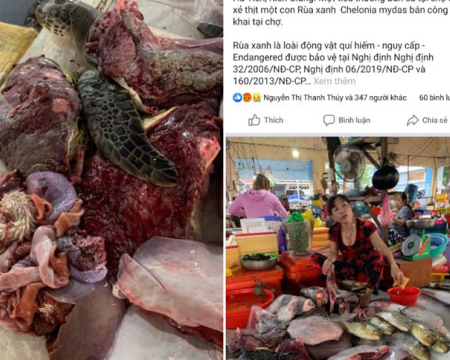 xẻ thịt một con Rùa xanh Chelonia mydas bán công
khai tại chợ.
Rùa xanh là loài động vật quí hiếm - nguy cấp -
Endangered được bảo vệ tại Nghị định Nghị định
32/2006/NĐ-CP, Nghị định 06/2019/NĐ-CP và
160/2013/NĐ-CP... Xem thêm
Nguyễn Thị Thanh Thúy và 347 người khác
60 bình lu
Thích
Bình luận
Chia sẻ